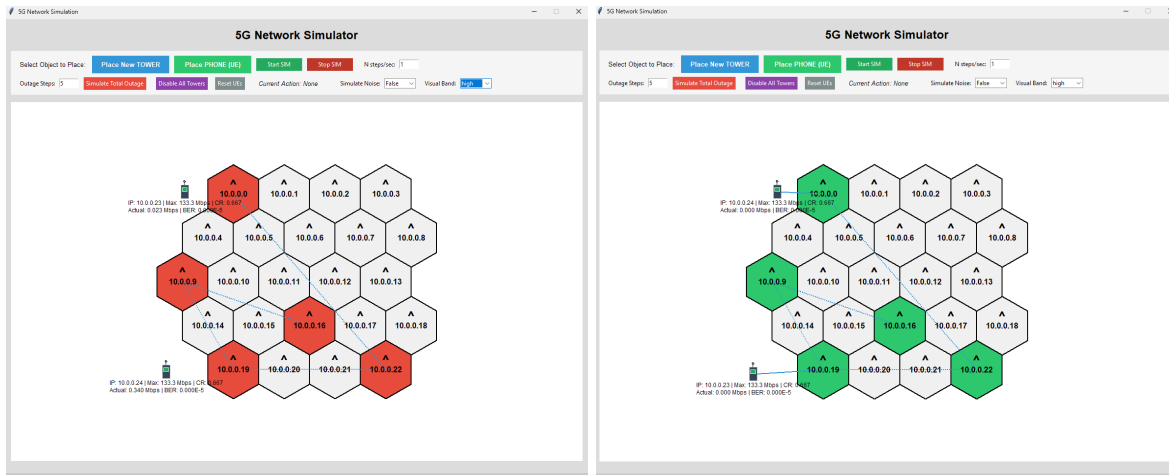 5G Network Simulation
5G Network Simulator
Select Object to Place: Place New TOWER Place PHONE (UE) Start SIM Stop SIM N steps/sec: 1
Outage Steps: 5 Simulate Total Outage Disable All Towers Reset UEs Current Action: None Simulate Noise: False Visual Band: high
^ ^ ^ ^
10.0.0.0 10.0.0.1 10.0.0.2 10.0.0.3
IP: 10.0.0.23 | Max: 133.3 Mbps | CR: 0.667
Actual: 0.023 Mbps | BER: 0.000E-5
^ ^ ^ ^ ^
10.0.0.4 10.0.0.5 10.0.0.6 10.0.0.7 10.0.0.8
^ ^ ^ ^ ^
10.0.0.9 10.0.0.10 10.0.0.11 10.0.0.12 10.0.0.13
^ ^ ^ ^ ^
10.0.0.14 10.0.0.15 10.0.0.16 10.0.0.17 10.0.0.18
^ ^ ^ ^
10.0.0.19 10.0.0.20 10.0.0.21 10.0.0.22
IP: 10.0.0.24 | Max: 133.3 Mbps | CR: 0.667
Actual: 0.340 Mbps | BER: 0.000E-5
5G Network Simulation
5G Network Simulator
Select Object to Place: Place New TOWER Place PHONE (UE) Start SIM Stop SIM N steps/sec: 1
Outage Steps: 5 Simulate Total Outage Disable All Towers Reset UEs Current Action: None Simulate Noise: False Visual Band: high
^ ^ ^ ^
10.0.0.0 10.0.0.1 10.0.0.2 10.0.0.3
IP: 10.0.0.24 | Max: 133.3 Mbps | CR: 0.667
Actual: 0.000 Mbps | BER: 0.000E-5
^ ^ ^ ^ ^
10.0.0.4 10.0.0.5 10.0.0.6 10.0.0.7 10.0.0.8
^ ^ ^ ^ ^
10.0.0.9 10.0.0.10 10.0.0.11 10.0.0.12 10.0.0.13
^ ^ ^ ^ ^
10.0.0.14 10.0.0.15 10.0.0.16 10.0.0.17 10.0.0.18
^ ^ ^ ^
10.0.0.19 10.0.0.20 10.0.0.21 10.0.0.22
IP: 10.0.0.23 | Max: 133.3 Mbps | CR: 0.667
Actual: 0.000 Mbps | BER: 0.000E-5